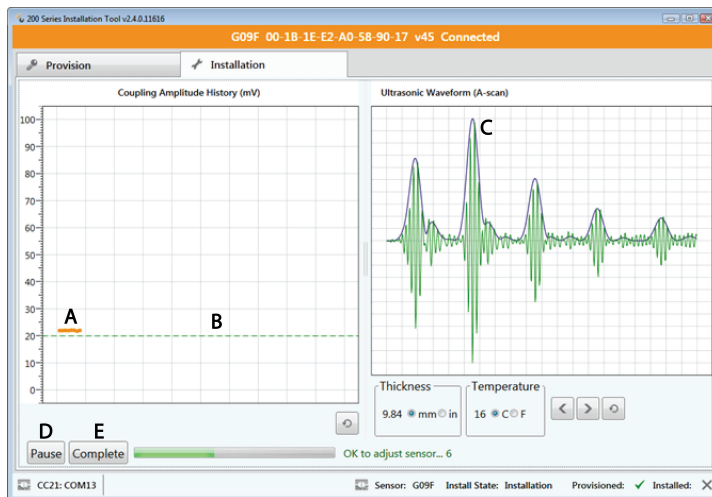 200 Series Installation Tool v2.4.0.11616
G09F 00-1B-1E-E2-A0-58-90-17 v45 Connected
Provision
Installation
Coupling Amplitude History (mV)
Ultrasonic Waveform (A-scan)
100
90
80
70
60
50
40
30
20
10
0
A
B
C
Thickness
9.84 mm in
Temperature
16 C F
D
E
Pause
Complete
OK to adjust sensor... 6
CC21: COM13
Sensor: G09F Install State: Installation Provisioned: Installed: